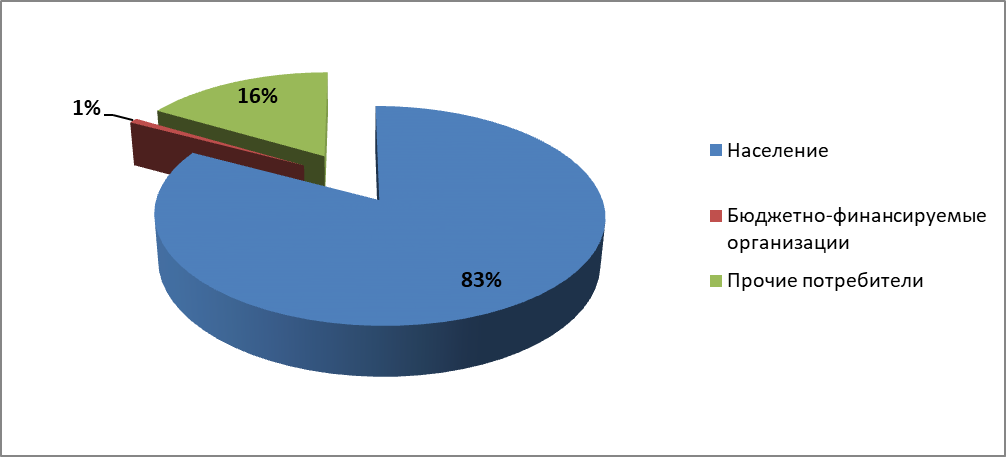 16%
1%
83%
Население
Бюджетно-финансируемые
организации
Прочие потребители